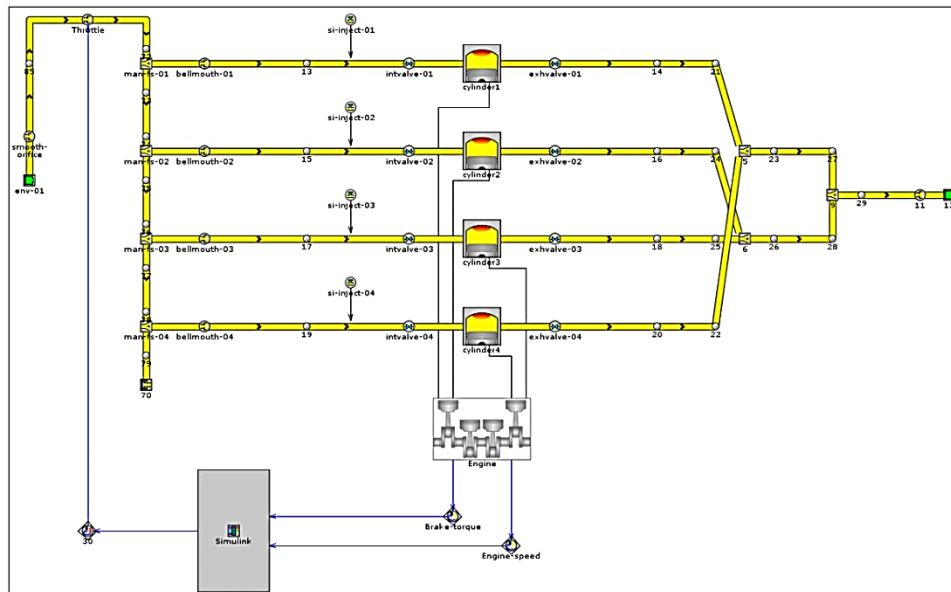 Throttle
si-inject-01
85
man-fs-01 bellmouth-01 13 intvalve-01 cylinder1 exhvalve-01 14 21
si-inject-02
smooth-orifice
env-01
man-fs-02 bellmouth-02 15 intvalve-02 cylinder2 exhvalve-02 16 24 5 23 27
si-inject-03
9 29 11
man-fs-03 bellmouth-03 17 intvalve-03 cylinder3 exhvalve-03 18 25 6 26 28
si-inject-04
man-fs-04 bellmouth-04 19 intvalve-04 cylinder4 exhvalve-04 20 22
79
70
Engine
Brake-torque
30
Simulink
Engine-speed